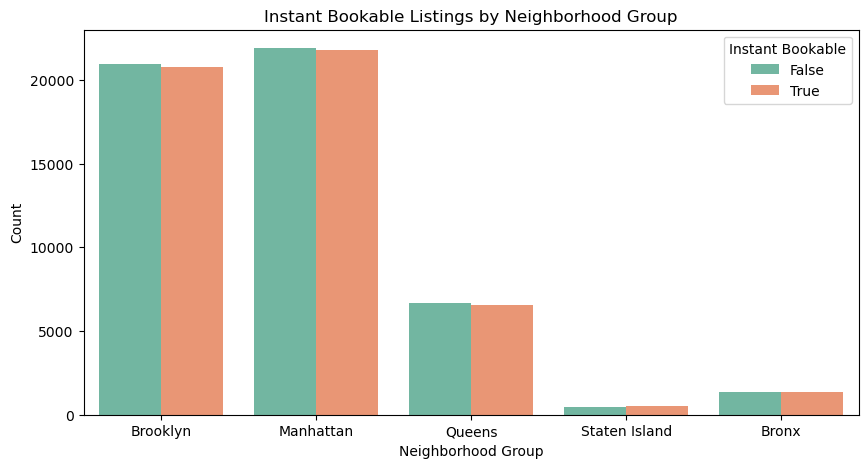 Instant Bookable Listings by Neighborhood Group
Instant Bookable
False
True
Count
20000
15000
10000
5000
0
Brooklyn
Manhattan
Queens
Staten Island
Bronx
Neighborhood Group